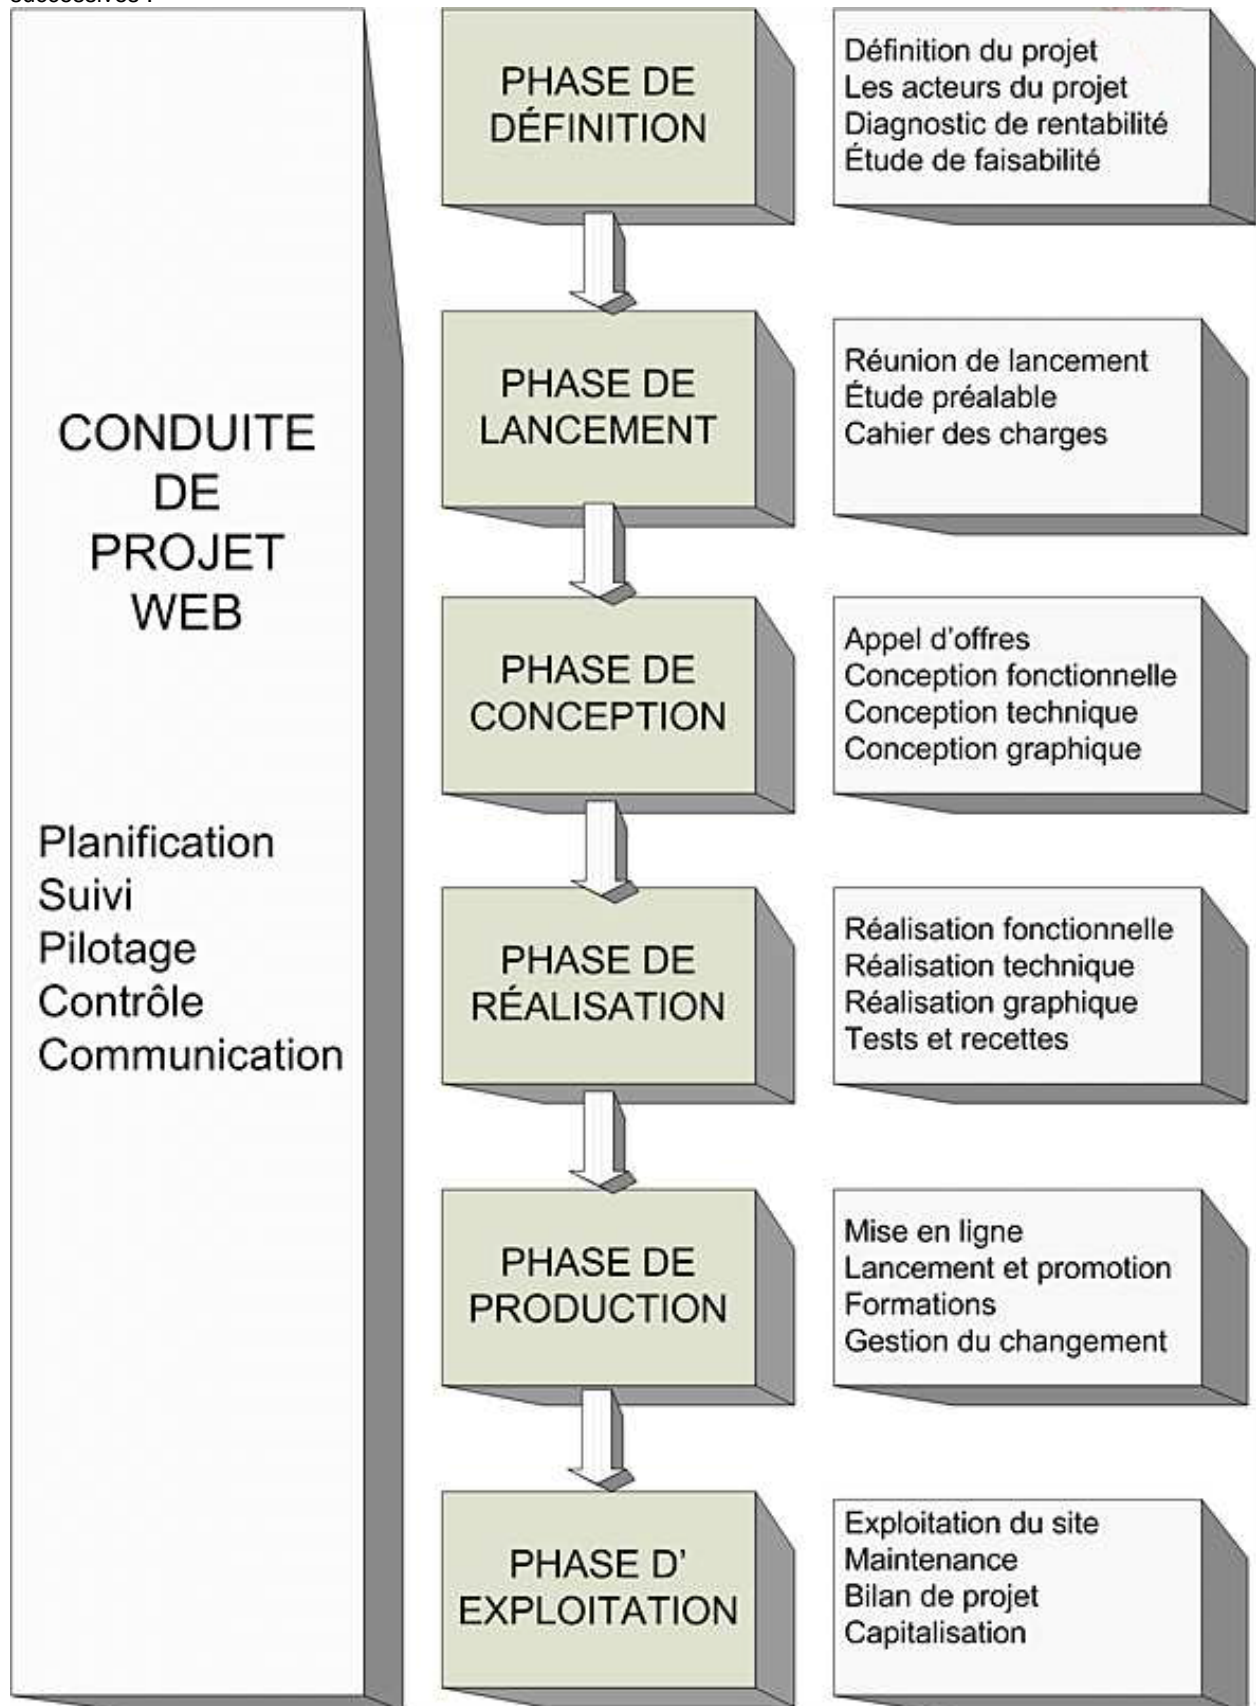 CONDUITE
DE
PROJET
WEB
Planification
Suivi
Pilotage
Contrôle
Communication
PHASE DE
DÉFINITION
Définition du projet
Les acteurs du projet
Diagnostic de rentabilité
Étude de faisabilité
PHASE DE
LANCEMENT
Réunion de lancement
Étude préalable
Cahier des charges
PHASE DE
CONCEPTION
Appel d’offres
Conception fonctionnelle
Conception technique
Conception graphique
PHASE DE
RÉALISATION
Réalisation fonctionnelle
Réalisation technique
Réalisation graphique
Tests et recettes
PHASE DE
PRODUCTION
Mise en ligne
Lancement et promotion
Formations
Gestion du changement
PHASE D’
EXPLOITATION
Exploitation du site
Maintenance
Bilan de projet
Capitalisation